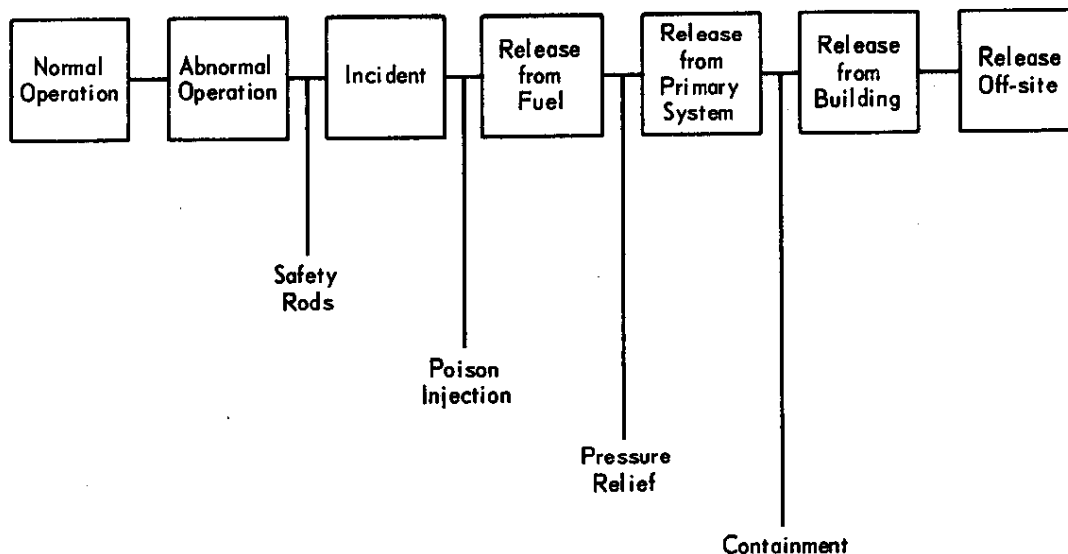 Normal
Operation
Abnormal
Operation
Incident
Release
from
Fuel
Release
from
Primary
System
Release
from
Building
Release
Off-site
Safety
Rods
Poison
Injection
Pressure
Relief
Containment